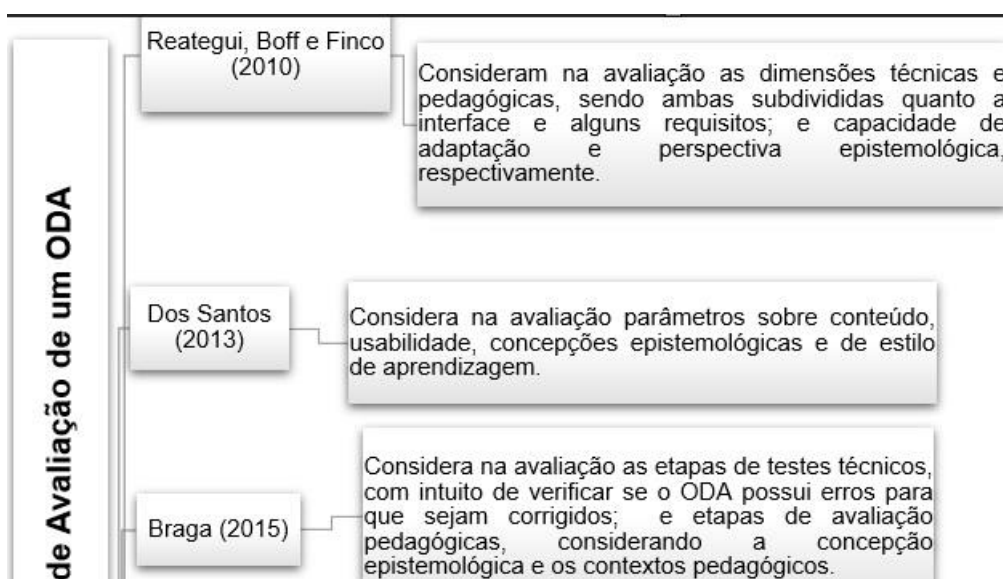 de Avaliação de um ODA
Reategui, Boff e Finco
(2010)
Consideram na avaliação as dimensões técnicas e
pedagógicas, sendo ambas subdivididas quanto a
interface e alguns requisitos; e capacidade de
adaptação e perspectiva epistemológica,
respectivamente.
Dos Santos
(2013)
Considera na avaliação parâmetros sobre conteúdo,
usabilidade, concepções epistemológicas e de estilo
de aprendizagem.
Braga (2015)
Considera na avaliação as etapas de testes técnicos,
com intuito de verificar se o ODA possui erros para
que sejam corrigidos; e etapas de avaliação
pedagógicas, considerando a concepção
epistemológica e os contextos pedagógicos.